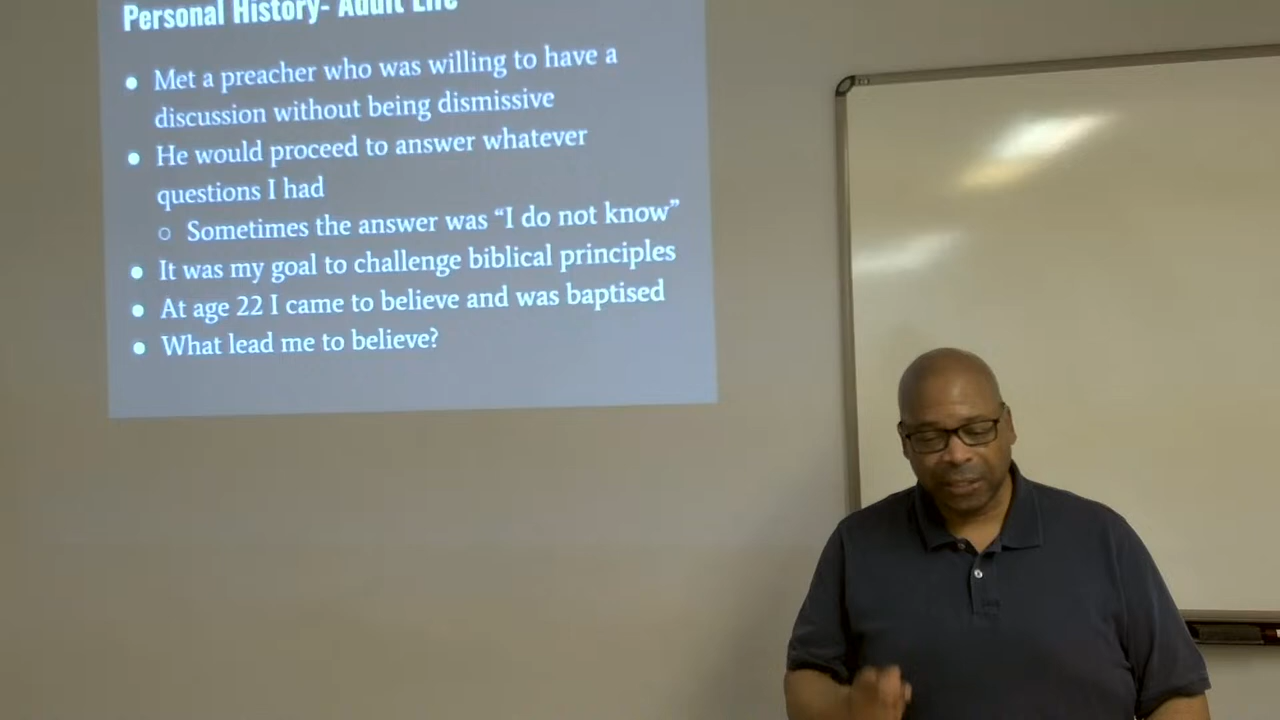 Personal History- Adult Life
Met a preacher who was willing to have a
discussion without being dismissive
He would proceed to answer whatever
questions I had
Sometimes the answer was “I do not know”
It was my goal to challenge biblical principles
At age 22 I came to believe and was baptised
What lead me to believe?